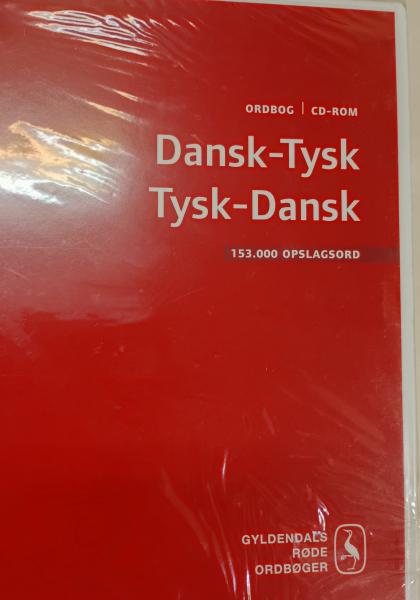 ORDBOG | CD-ROM
Dansk-Tysk
Tysk-Dansk
153.000 OPSLAGSORD
GYLDENDALS
RØDE
ORDBØGER